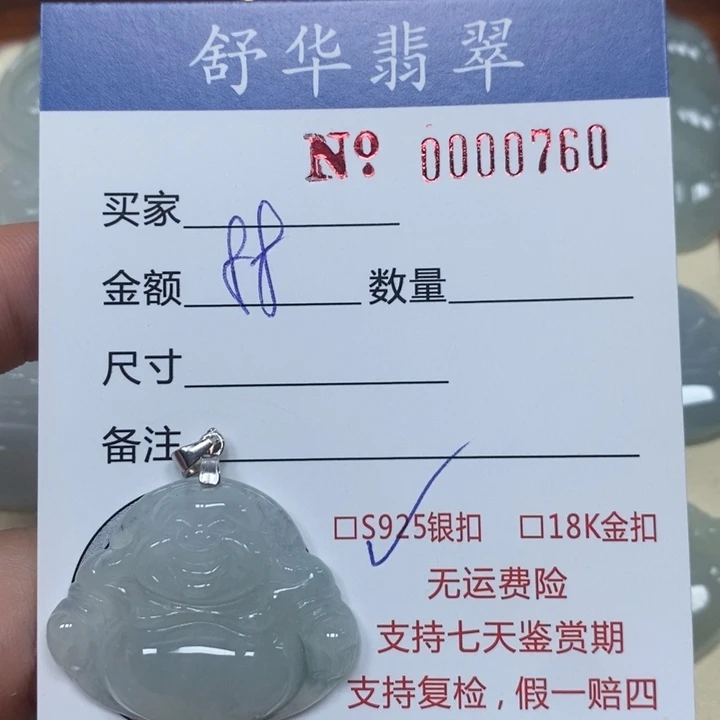 舒华翡翠
No 0000760
买家
金额 88 数量
尺寸
备注
□S925银扣 □18K金扣
无运费险
支持七天鉴赏期
支持复检，假一赔四